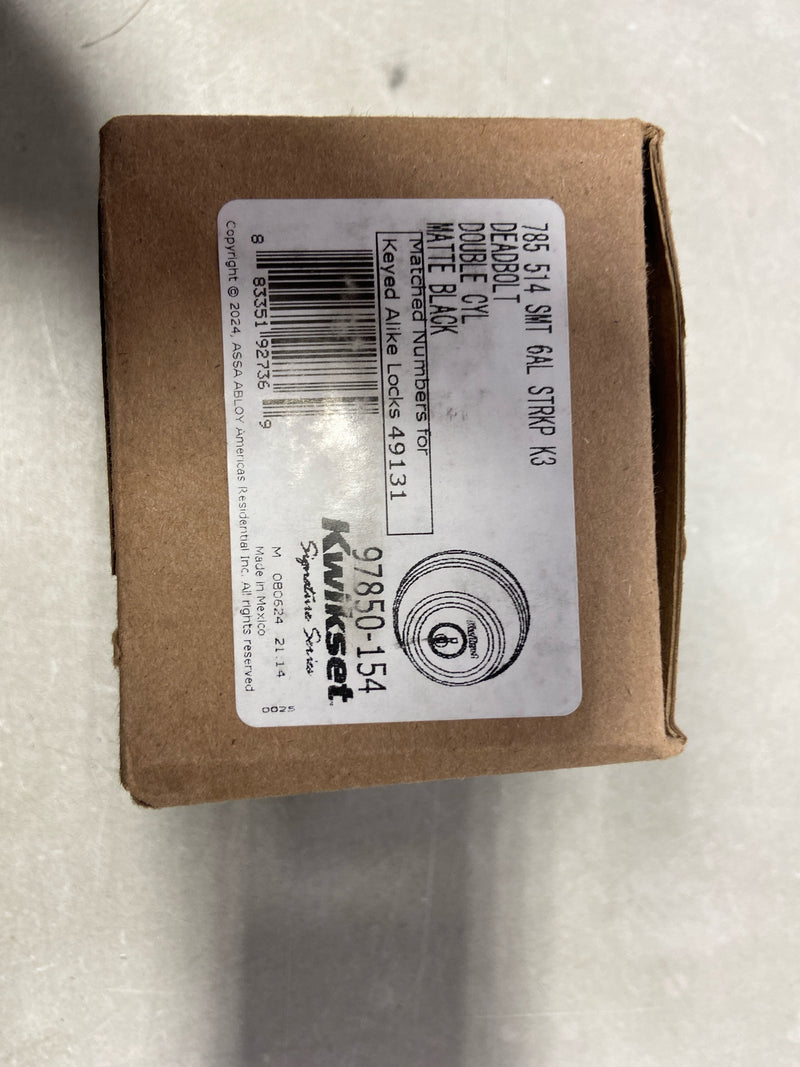 785 514 SMT 6AL STRKP K3
DEADBOLT
DOUBLE CYL
MATTE BLACK
Matched Numbers for
Keyed Alike Locks 49131
8 83351 92736 9
97850-154
Kwikset
Signature Series
M 080624 21:14
Made in Mexico
0025
Copyright © 2024, ASSA ABLOY Americas Residential Inc. All rights reserved
Kwikset